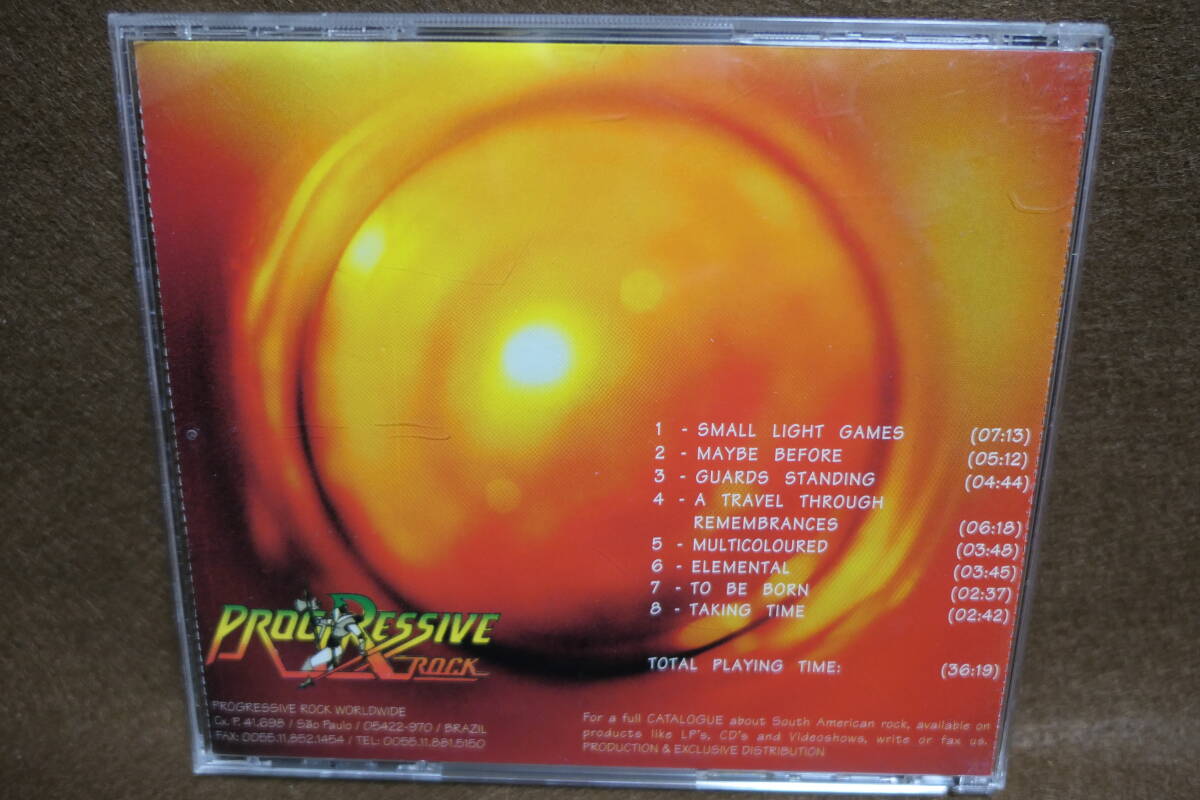 1 - SMALL LIGHT GAMES (07:13)
2 - MAYBE BEFORE (05:12)
3 - GUARDS STANDING (04:44)
4 - A TRAVEL THROUGH
REMEMBRANCES (06:18)
5 - MULTICOLOURED (03:48)
6 - ELEMENTAL (03:45)
7 - TO BE BORN (02:37)
8 - TAKING TIME (02:42)
TOTAL PLAYING TIME: (36:19)
PROGRESSIVE
ROCK
PROGRESSIVE ROCK WORLDWIDE
Cx. P. 41.698 / São Paulo / 05422-970 / BRAZIL
FAX: 0055.11.852.1454 / TEL: 0055.11.881.5150
For a full CATALOGUE about South American rock, available on
products like LP's, CD's and Videoshows, write or fax us.
PRODUCTION & EXCLUSIVE DISTRIBUTION